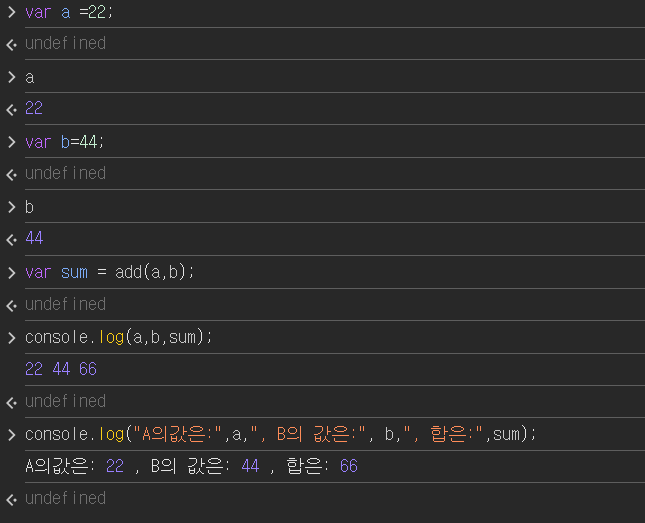 > var a =22;
<· undefined
> a
<· 22
> var b=44;
<· undefined
> b
<· 44
> var sum = add(a,b);
<· undefined
> console.log(a,b,sum);
22 44 66
<· undefined
> console.log("A의값은:",a,", B의 값은:", b,", 합은:",sum);
A의값은: 22 , B의 값은: 44 , 합은: 66
<· undefined